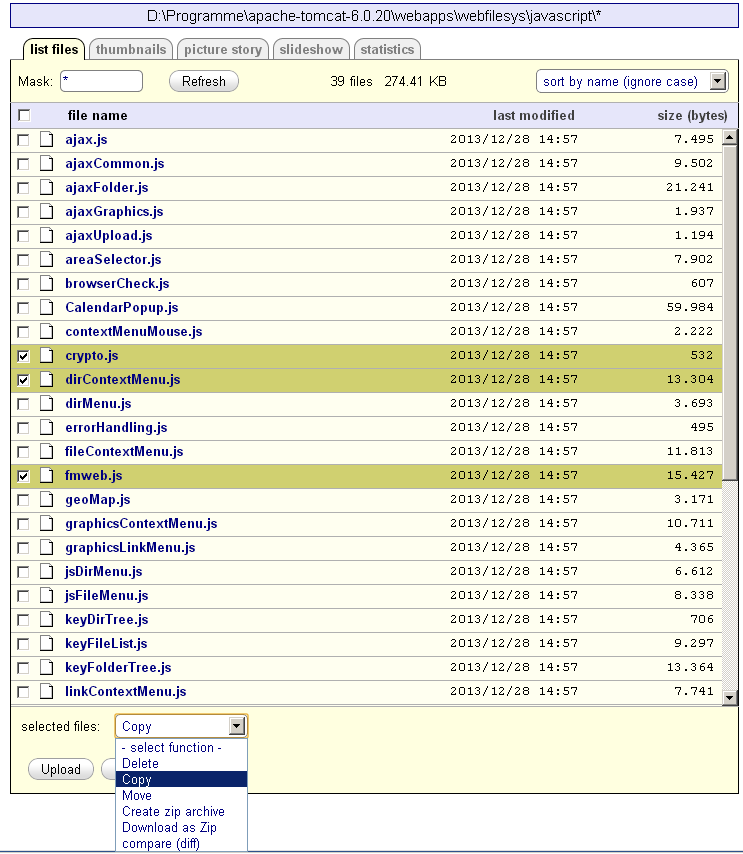 D:\Programme\apache-tomcat-6.0.20\webapps\webfilesys\javascript\*
list files thumbnails picture story slideshow statistics
Mask: * Refresh 39 files 274.41 KB sort by name (ignore case)
file name last modified size (bytes)
ajax.js 2013/12/28 14:57 7.495
ajaxCommon.js 2013/12/28 14:57 9.502
ajaxFolder.js 2013/12/28 14:57 21.241
ajaxGraphics.js 2013/12/28 14:57 1.937
ajaxUpload.js 2013/12/28 14:57 1.194
areaSelector.js 2013/12/28 14:57 7.902
browserCheck.js 2013/12/28 14:57 607
CalendarPopup.js 2013/12/28 14:57 59.984
contextMenuMouse.js 2013/12/28 14:57 2.222
crypto.js 2013/12/28 14:57 532
dirContextMenu.js 2013/12/28 14:57 13.304
dirMenu.js 2013/12/28 14:57 3.693
errorHandling.js 2013/12/28 14:57 495
fileContextMenu.js 2013/12/28 14:57 11.813
fmweb.js 2013/12/28 14:57 15.427
geoMap.js 2013/12/28 14:57 3.171
graphicsContextMenu.js 2013/12/28 14:57 10.711
graphicsLinkMenu.js 2013/12/28 14:57 4.365
jsDirMenu.js 2013/12/28 14:57 6.612
jsFileMenu.js 2013/12/28 14:57 8.338
keyDirTree.js 2013/12/28 14:57 706
keyFileList.js 2013/12/28 14:57 9.297
keyFolderTree.js 2013/12/28 14:57 13.364
linkContextMenu.js 2013/12/28 14:57 7.741
selected files: Copy
- select function -
Delete
Upload
Copy
Move
Create zip archive
Download as Zip
compare (diff)